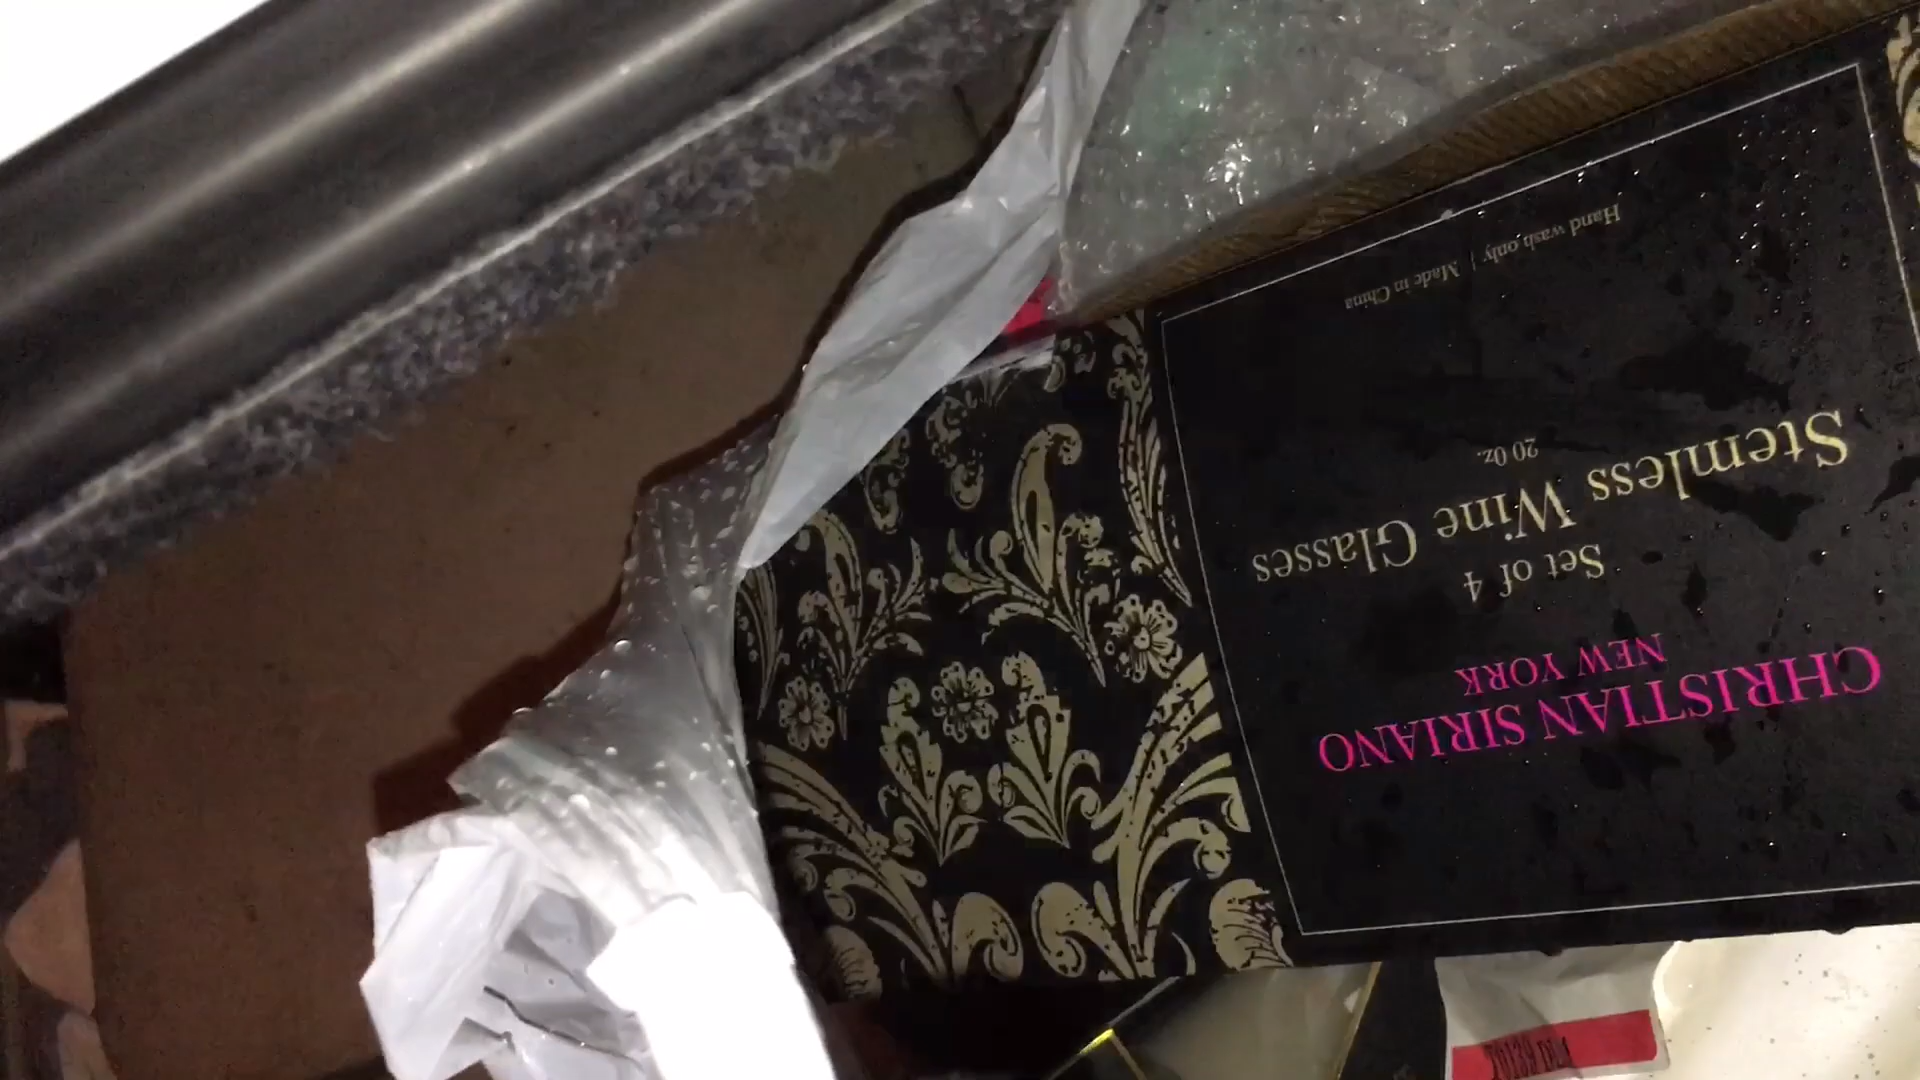 CHRISTIAN SIRIANO
NEW YORK
Set of 4
Stemless Wine Glasses
20 Oz.
Hand wash only | Made in China